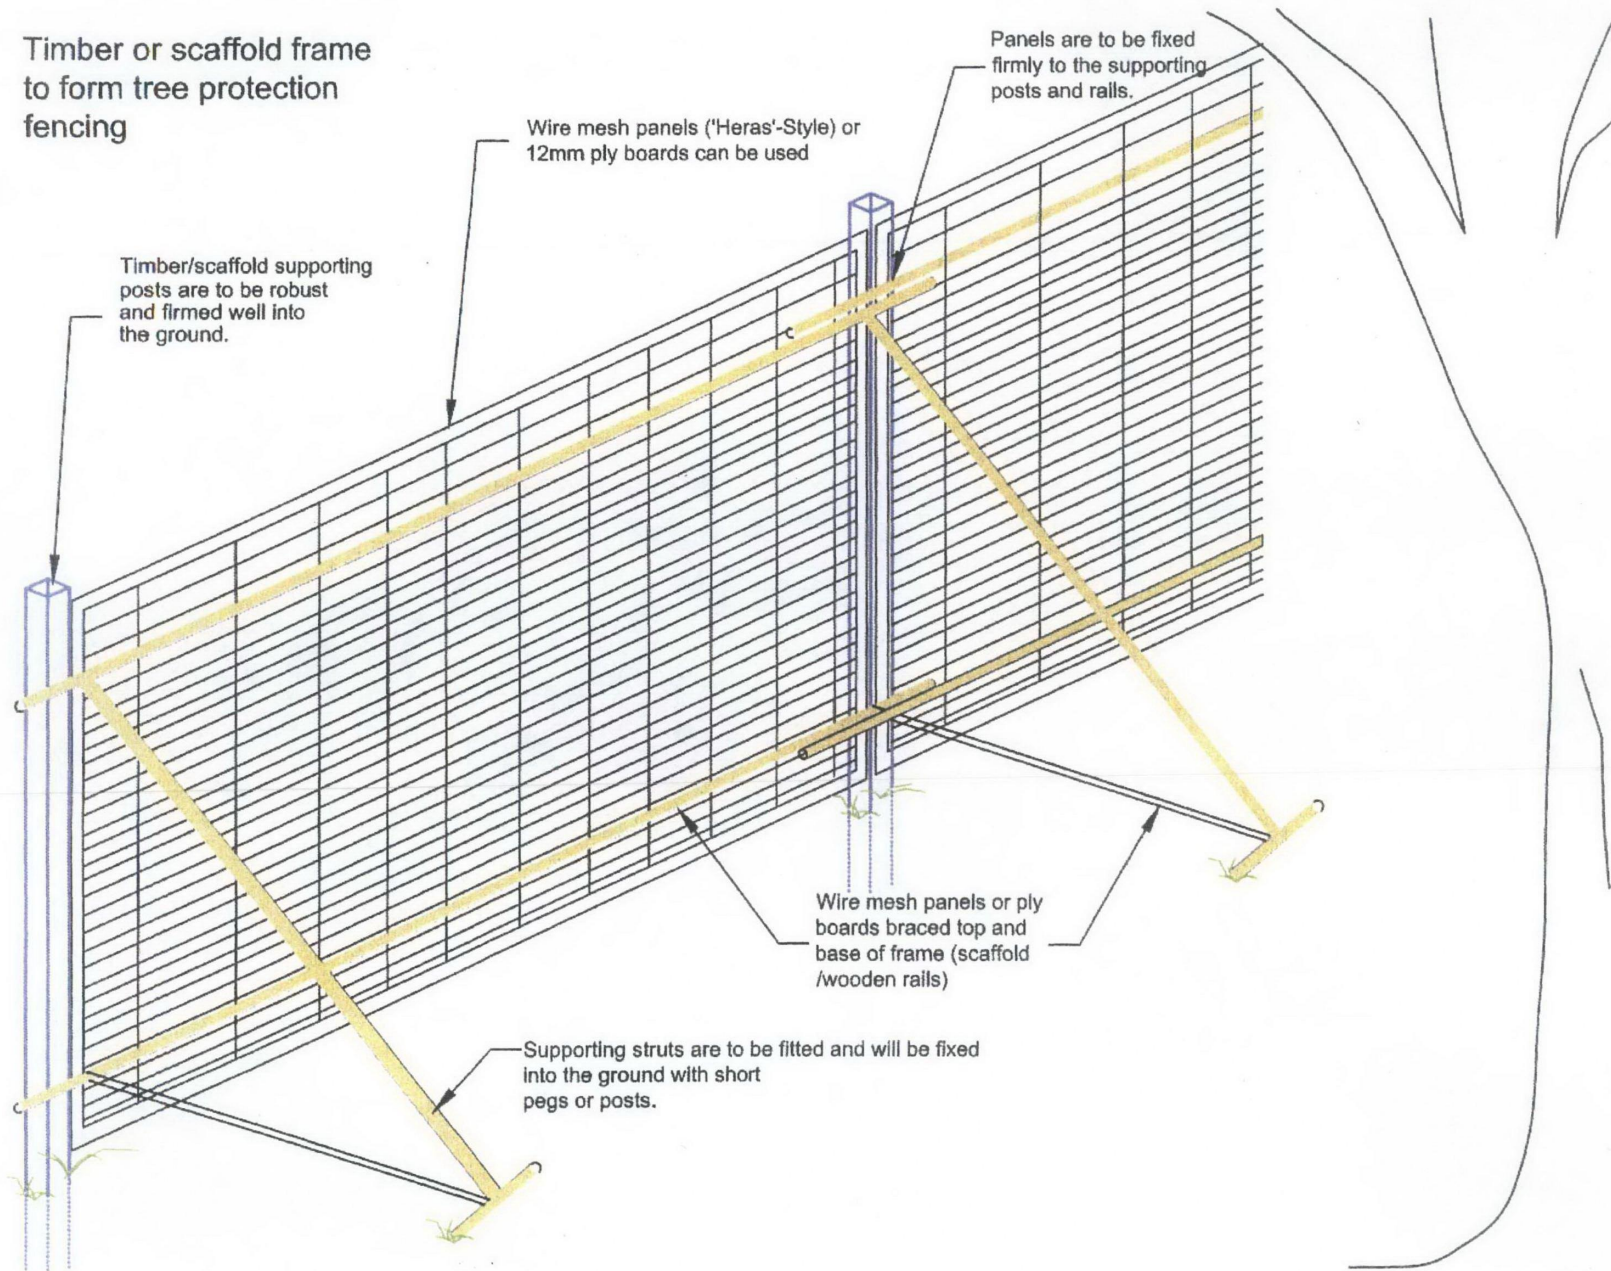 Timber or scaffold frame
to form tree protection
fencing
Panels are to be fixed
firmly to the supporting
posts and rails.
Wire mesh panels ('Heras'-Style) or
12mm ply boards can be used
Timber/scaffold supporting
posts are to be robust
and firmed well into
the ground.
Wire mesh panels or ply
boards braced top and
base of frame (scaffold
/wooden rails)
Supporting struts are to be fitted and will be fixed
into the ground with short
pegs or posts.